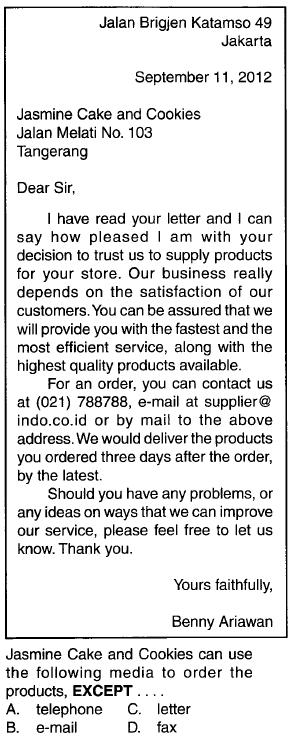 Jalan Brigjen Katamso 49
Jakarta
September 11, 2012
Jasmine Cake and Cookies
Jalan Melati No. 103
Tangerang
Dear Sir,
I have read your letter and I can
say how pleased I am with your
decision to trust us to supply products
for your store. Our business really
depends on the satisfaction of our
customers. You can be assured that we
will provide you with the fastest and the
most efficient service, along with the
highest quality products available.
For an order, you can contact us
at (021) 788788, e-mail at supplier@
indo.co.id or by mail to the above
address. We would deliver the products
you ordered three days after the order,
by the latest.
Should you have any problems, or
any ideas on ways that we can improve
our service, please feel free to let us
know. Thank you.
Yours faithfully,
Benny Ariawan
Jasmine Cake and Cookies can use
the following media to order the
products, EXCEPT . . . .
A. telephone C. letter
B. e-mail D. fax